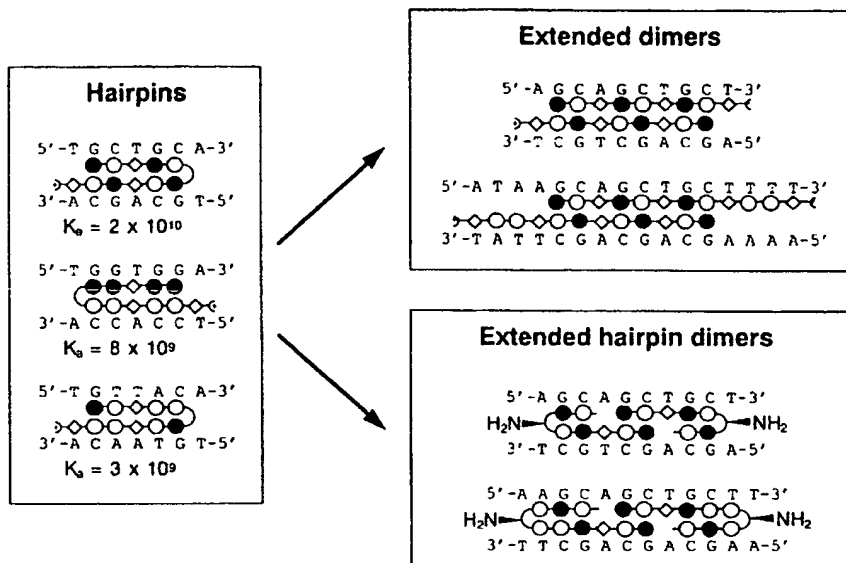 Hairpins
5'-T G C T G C A-3'
3'-A C G A C G T-5'
Kₐ = 2 x 10¹⁰
5'-T G G T G G A-3'
3'-A C C A C C T-5'
Kₐ = 8 x 10⁹
5'-T G T T A C A-3'
3'-A C A A T G T-5'
Kₐ = 3 x 10⁹
Extended dimers
5'-A G C A G C T G C T-3'
3'-T C G T C G A C G A-5'
5'-A T A A G C A G C T G C T T T T-3'
3'-T A T T C G A C G A C G A A A A-5'
Extended hairpin dimers
5'-A G C A G C T G C T-3'
H₂N NH₂
3'-T C G T C G A C G A-5'
5'-A A G C A G C T G C T T-3'
H₂N NH₂
3'-T T C G A C G A C G A A-5'